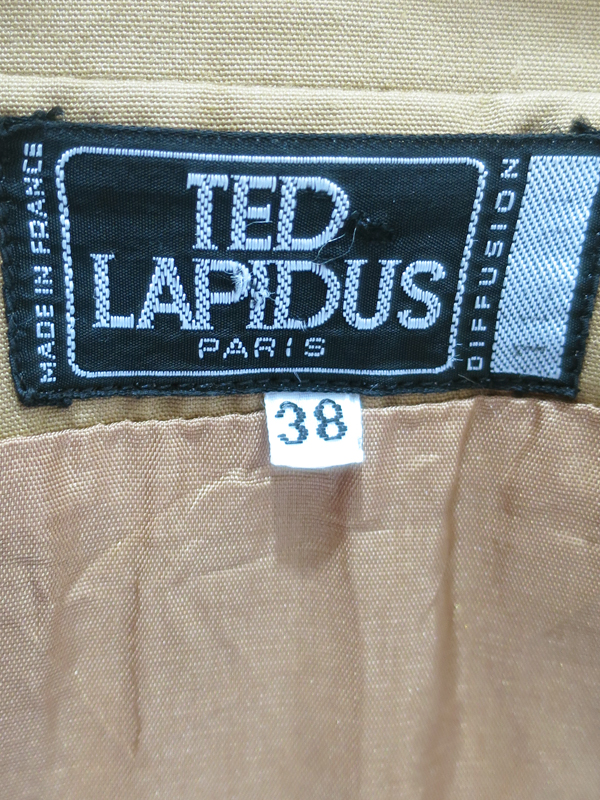 MADE IN FRANCE
TED
LAPIDUS
PARIS
DIFFUSION
38